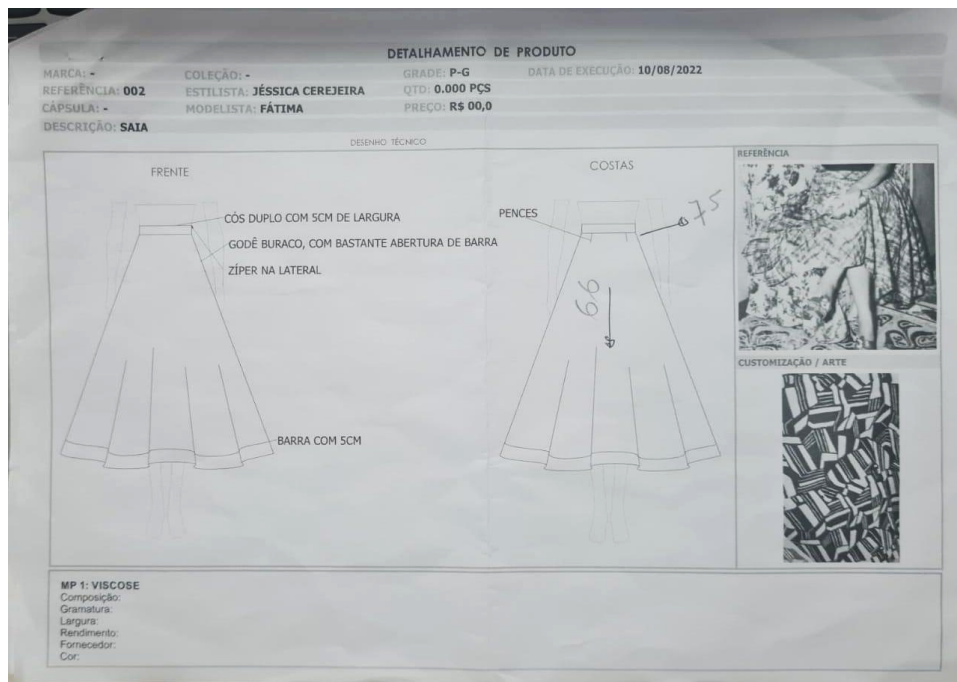 DETALHAMENTO DE PRODUTO
MARCA: - COLEÇÃO: - GRADE: P-G DATA DE EXECUÇÃO: 10/08/2022
REFERÊNCIA: 002 ESTILISTA: JÉSSICA CEREJEIRA QTD: 0.000 PÇS
CÁPSULA: - MODELISTA: FÁTIMA PREÇO: R$ 00,0
DESCRIÇÃO: SAIA
DESENHO TÉCNICO
FRENTE
CÓS DUPLO COM 5CM DE LARGURA
GODÊ BURACO, COM BASTANTE ABERTURA DE BARRA
ZÍPER NA LATERAL
BARRA COM 5CM
COSTAS
PENCES
75
66
REFERÊNCIA
CUSTOMIZAÇÃO / ARTE
MP 1: VISCOSE
Composição:
Gramatura:
Largura:
Rendimento:
Fornecedor:
Cor: